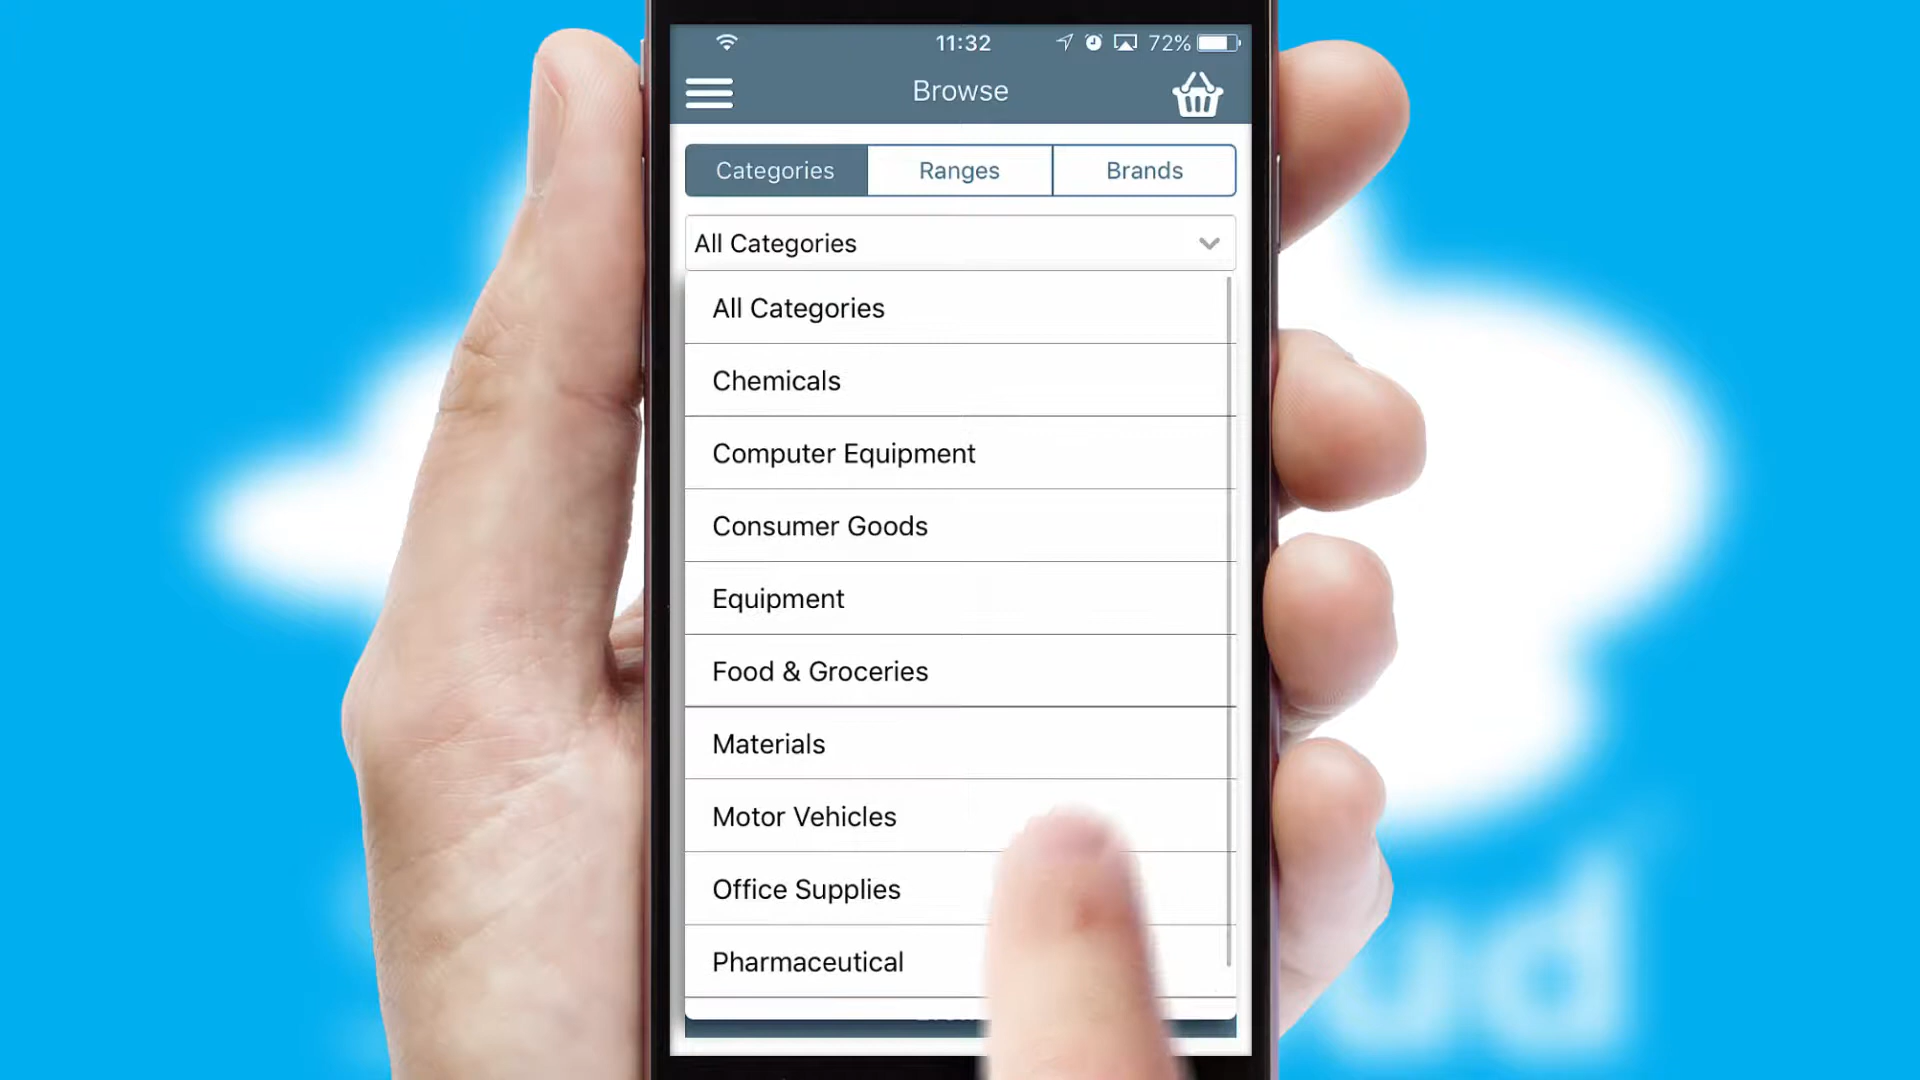 11:32
72%
Browse
Categories
Ranges
Brands
All Categories
All Categories
Chemicals
Computer Equipment
Consumer Goods
Equipment
Food & Groceries
Materials
Motor Vehicles
Office Supplies
Pharmaceutical
ud